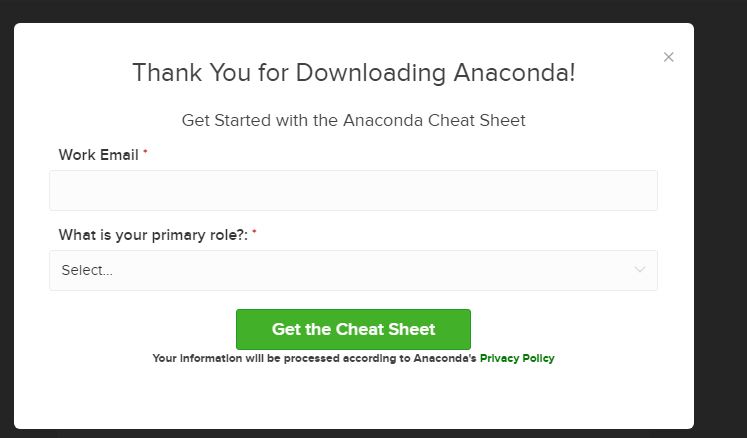 Thank You for Downloading Anaconda!
Get Started with the Anaconda Cheat Sheet
Work Email *
What is your primary role?: *
Select...
Get the Cheat Sheet
Your information will be processed according to Anaconda's Privacy Policy